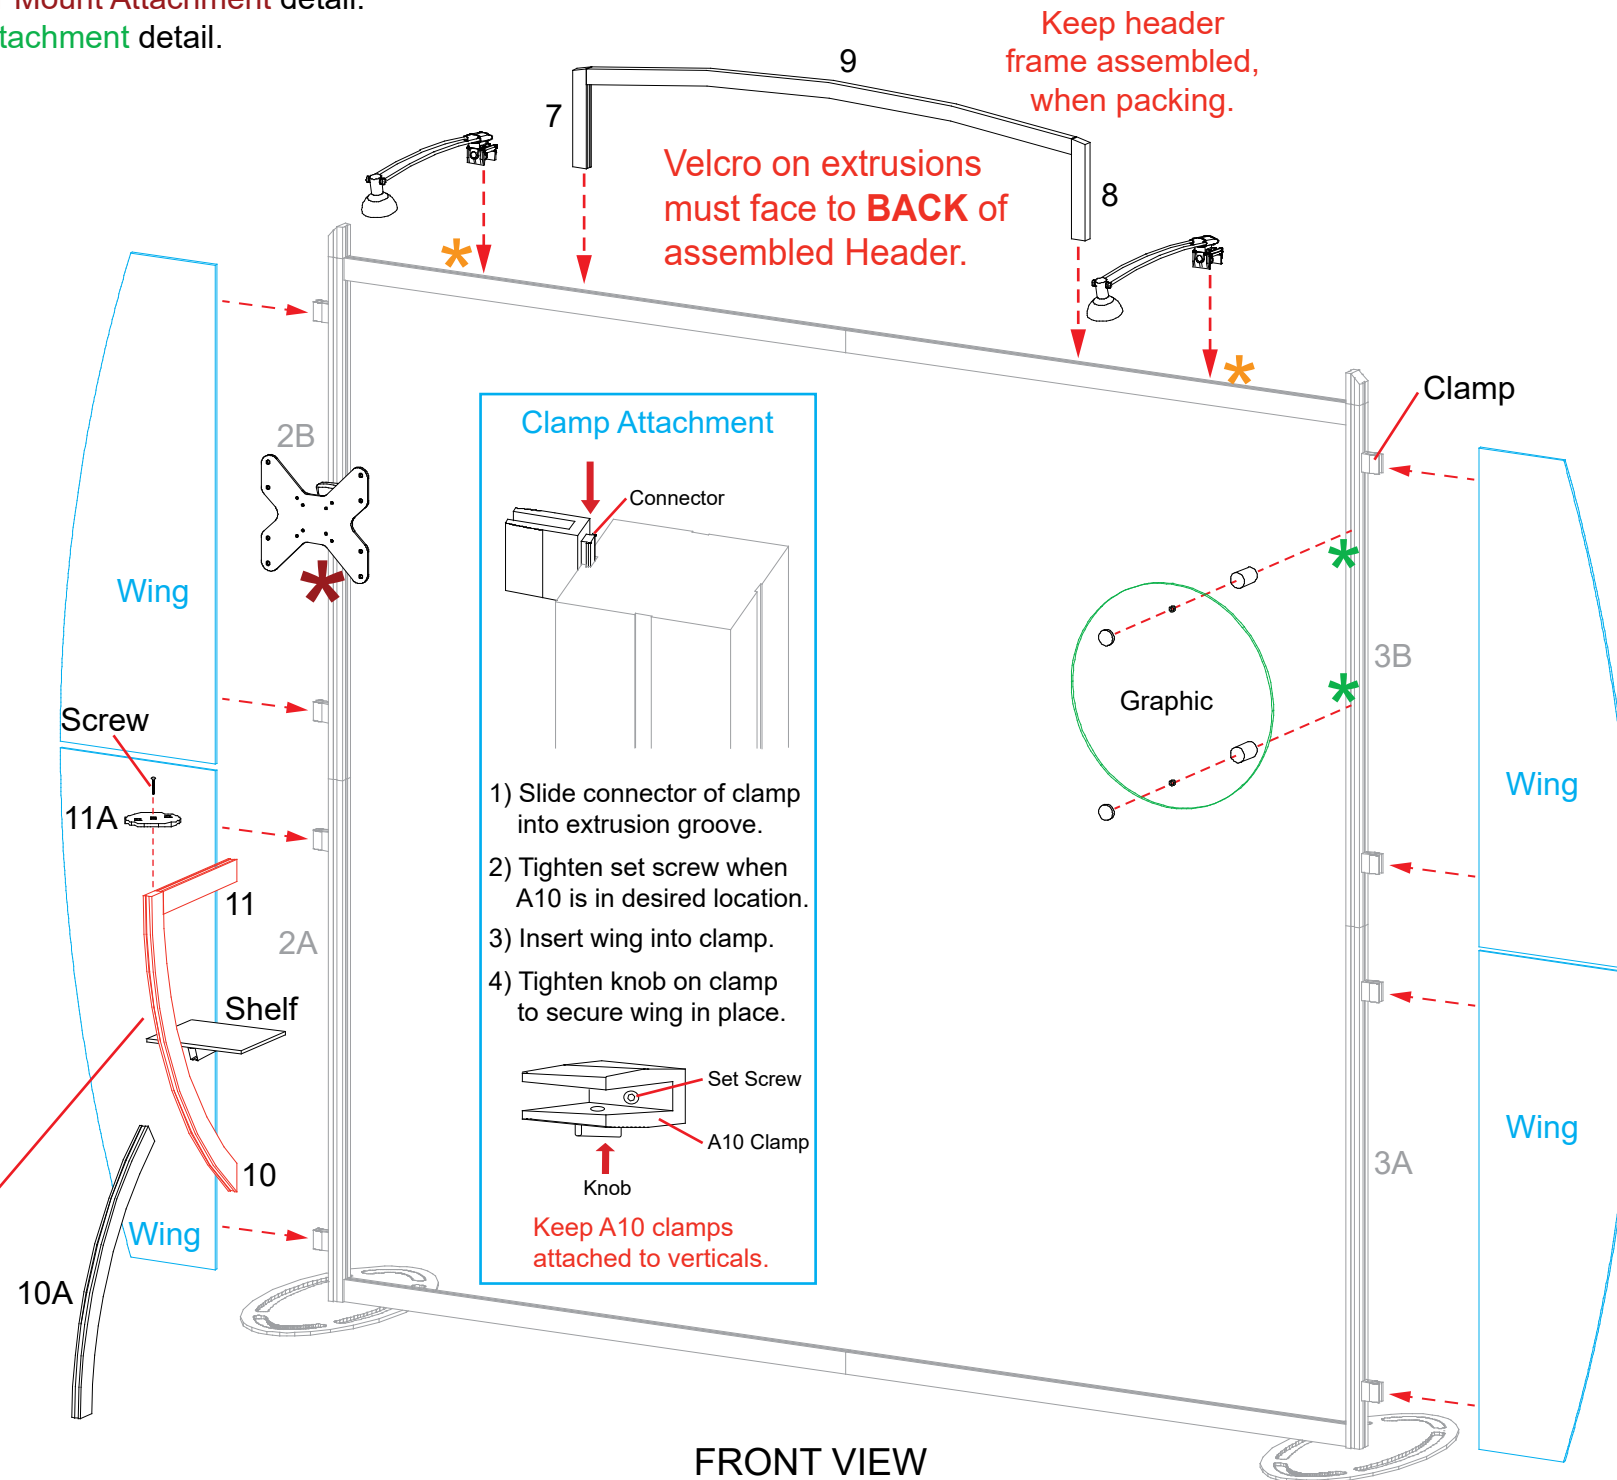 Mount Attachment detail.
tachment detail.
Keep header
frame assembled,
when packing.
9
7
8
Velcro on extrusions
must face to BACK of
assembled Header.
*
*
Clamp
2B
*
Wing
Clamp Attachment
Connector
1) Slide connector of clamp
into extrusion groove.
2) Tighten set screw when
A10 is in desired location.
3) Insert wing into clamp.
4) Tighten knob on clamp
to secure wing in place.
Set Screw
A10 Clamp
Knob
Keep A10 clamps
attached to verticals.
*
*
Graphic
3B
Wing
Screw
11A
11
2A
Shelf
10
Wing
10A
3A
Wing
FRONT VIEW